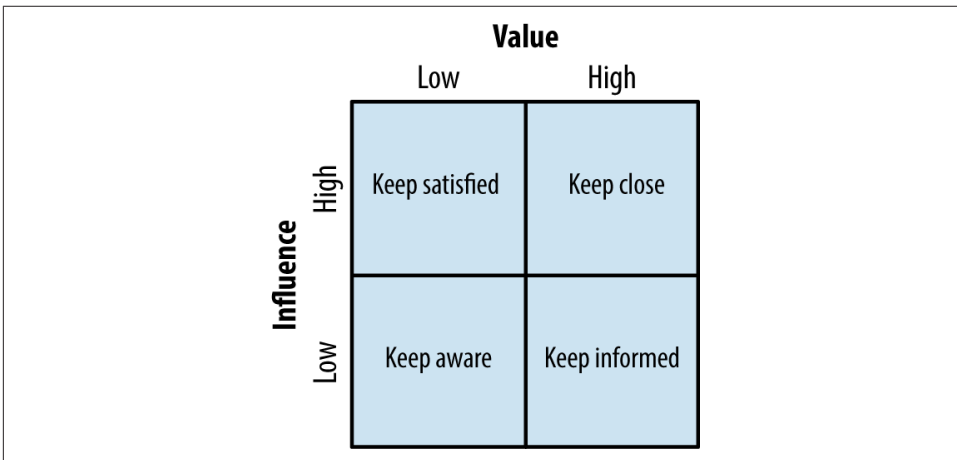 Value
Low High
High
Keep satisfied Keep close
Influence
Low
Keep aware Keep informed